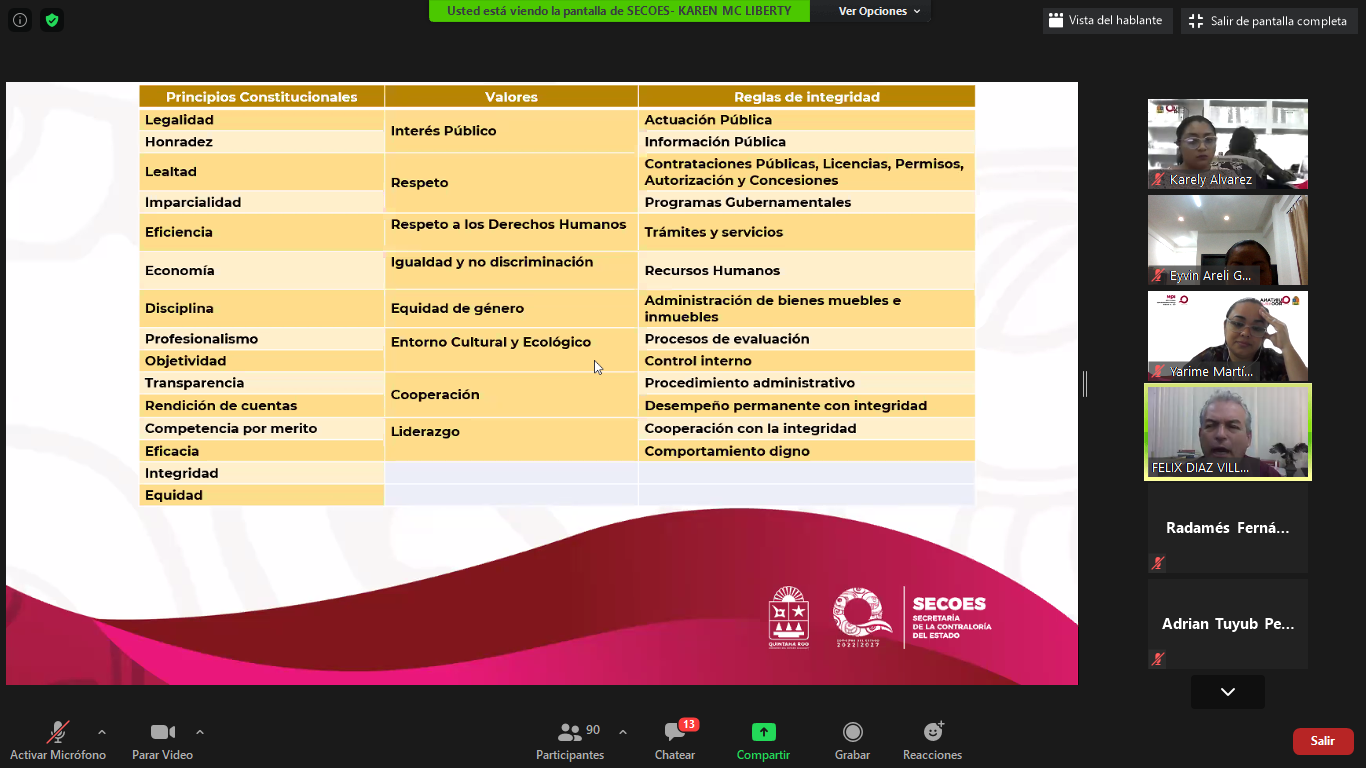 Usted está viendo la pantalla de SECOES- KAREN MC LIBERTY
Ver Opciones
Vista del hablante
Salir de pantalla completa
Principios Constitucionales
Valores
Reglas de integridad
Legalidad
Honradez
Lealtad
Imparcialidad
Eficiencia
Economía
Disciplina
Profesionalismo
Objetividad
Transparencia
Rendición de cuentas
Competencia por merito
Eficacia
Integridad
Equidad
Interés Público
Respeto
Respeto a los Derechos Humanos
Igualdad y no discriminación
Equidad de género
Entorno Cultural y Ecológico
Cooperación
Liderazgo
Actuación Pública
Información Pública
Contrataciones Públicas, Licencias, Permisos,
Autorización y Concesiones
Programas Gubernamentales
Trámites y servicios
Recursos Humanos
Administración de bienes muebles e
inmuebles
Procesos de evaluación
Control interno
Procedimiento administrativo
Desempeño permanente con integridad
Cooperación con la integridad
Comportamiento digno
QUINTANA ROO
2022/2027
SECOES
SECRETARÍA
DE LA CONTRALORÍA
DEL ESTADO
Karely Alvarez
Eyvin Areli G...
Yarime Martí...
FELIX DIAZ VILL...
Radamés Ferná...
Adrian Tuyub Pe...
Activar Micrófono
Parar Video
90
Participantes
13
Chatear
Compartir
Grabar
Reacciones
Salir